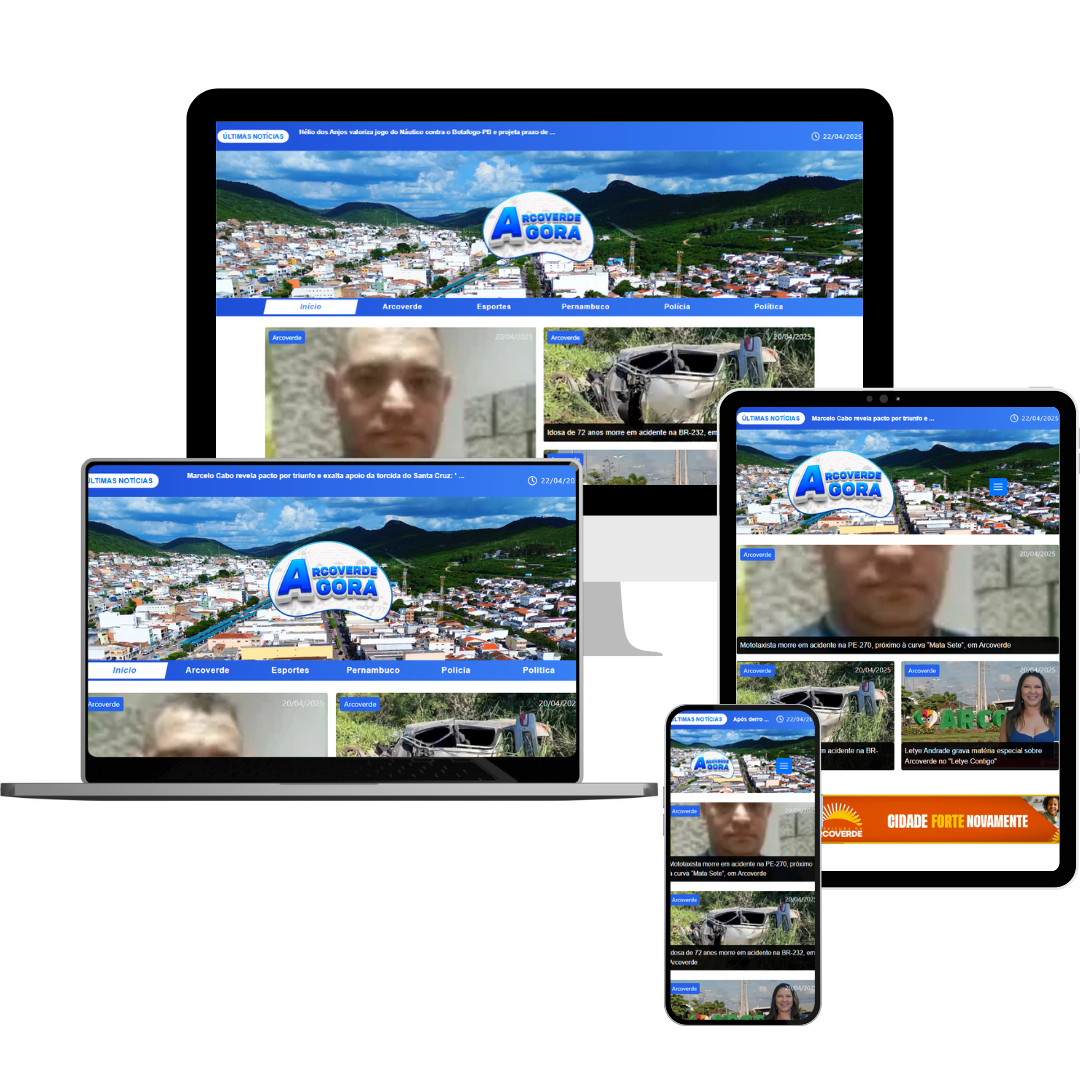 ÚLTIMAS NOTÍCIAS
Hélio dos Anjos valoriza jogo do Náutico contra o Botafogo-PB e projeta prazo de ...
22/04/2025
ARCOVERDE
AGORA
Início
Arcoverde
Esportes
Pernambuco
Polícia
Política
Arcoverde
20/04/2025
Arcoverde
20/04/2025
Idosa de 72 anos morre em acidente na BR-232, em
ÚLTIMAS NOTÍCIAS
Marcelo Cabo revela pacto por triunfo e exalta apoio da torcida do Santa Cruz: ' ...
22/04/20
ARCOVERDE
AGORA
Início
Arcoverde
Esportes
Pernambuco
Polícia
Política
Arcoverde
20/04/2025
Arcoverde
20/04/202
ÚLTIMAS NOTÍCIAS
Marcelo Cabo revela pacto por triunfo e ...
22/04/2025
ARCOVERDE
AGORA
Arcoverde
20/04/2025
Mototaxista morre em acidente na PE-270, próximo à curva "Mata Sete", em Arcoverde
Arcoverde
20/04/2025
m acidente na BR-
Arcoverde
20/04/2025
ARCO
Letye Andrade grava matéria especial sobre
Arcoverde no "Letye Contigo"
RCOVERDE
CIDADE FORTE NOVAMENTE
LTIMAS NOTÍCIAS
Após derro ...
22/04/20
ARCOVERDE
AGORA
Arcoverde
20/04/202
Mototaxista morre em acidente na PE-270, próximo
à curva "Mata Sete", em Arcoverde
Arcoverde
20/04/202
Idosa de 72 anos morre em acidente na BR-232, em
Arcoverde
Arcoverde
20/04/202